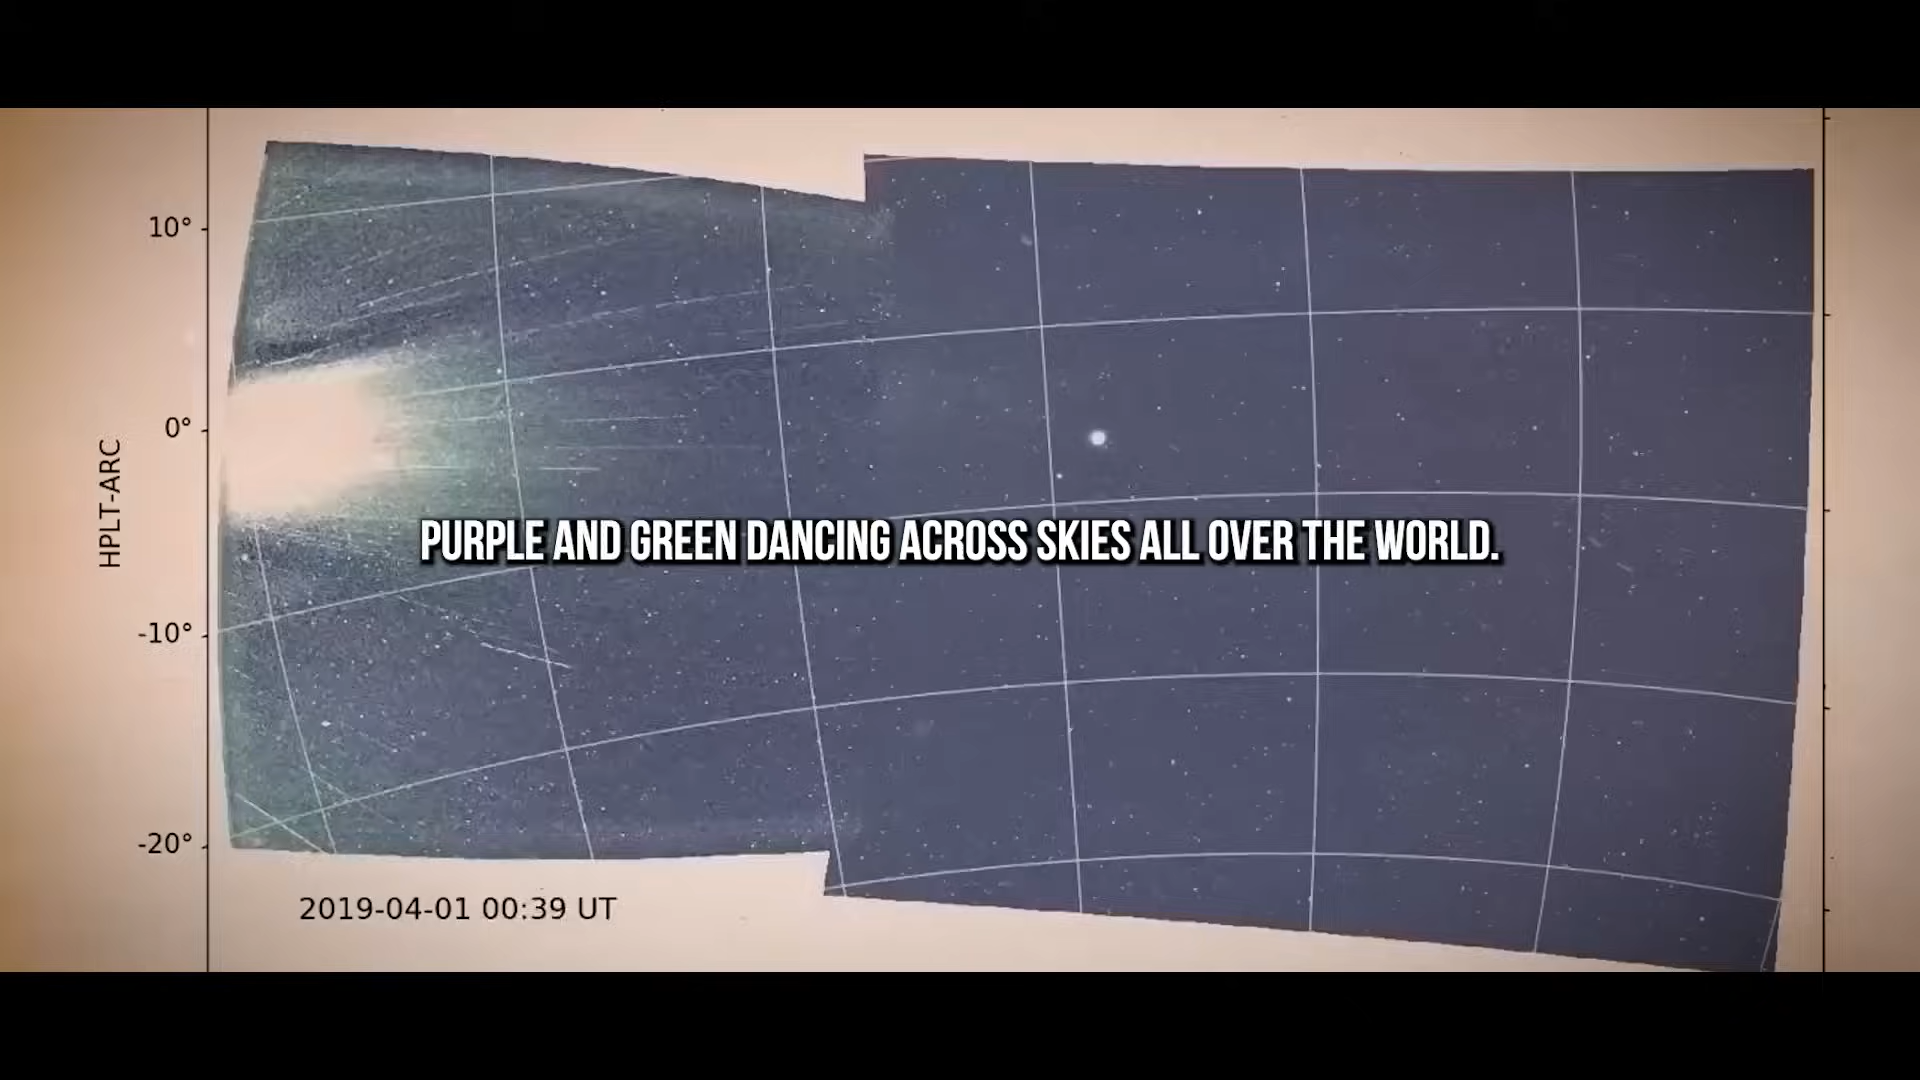 10°
0°
HPLT-ARC
PURPLE AND GREEN DANCING ACROSS SKIES ALL OVER THE WORLD.
-10°
-20°
2019-04-01 00:39 UT